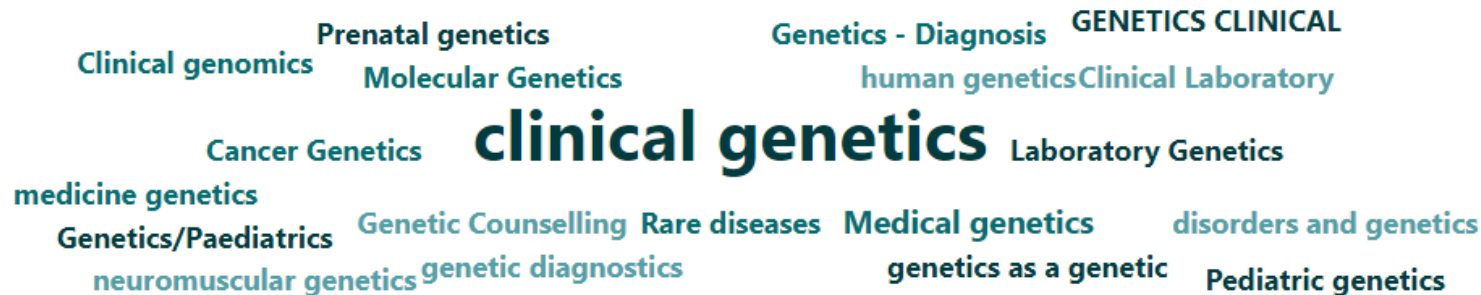 GENETICS CLINICAL
Prenatal genetics
Genetics - Diagnosis
Clinical genomics
Molecular Genetics
human genetics
Clinical Laboratory
clinical genetics
Cancer Genetics
Laboratory Genetics
medicine genetics
Genetic Counselling
Rare diseases
Medical genetics
disorders and genetics
Genetics/Paediatrics
genetic diagnostics
genetics as a genetic
neuromuscular genetics
Pediatric genetics